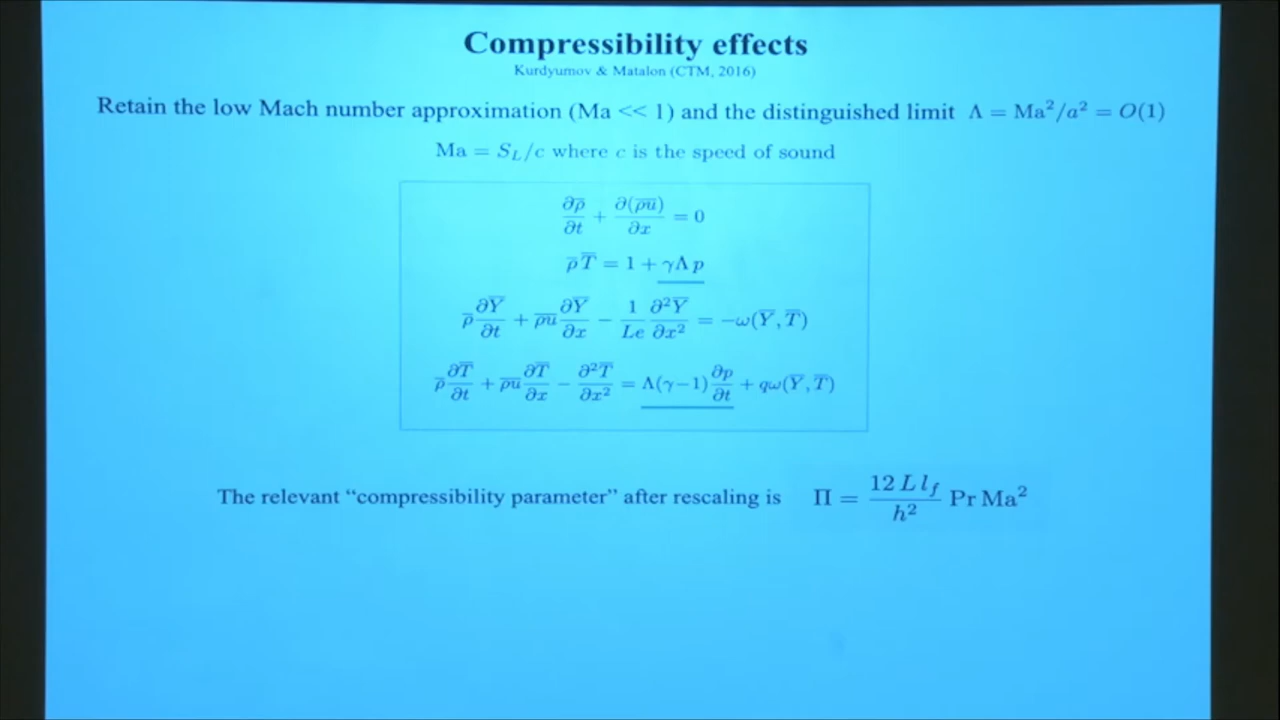 Compressibility effects
Kurdyumov & Matalon (CTM, 2016)
Retain the low Mach number approximation (Ma << 1) and the distinguished limit Λ = Ma²/a² = O(1)
Ma = S_L/c where c is the speed of sound
∂ρ̅/∂t + ∂(ρ̅u̅)/∂x = 0
ρ̅T̅ = 1 + γΛp
ρ̅ ∂Y̅/∂t + ρ̅u̅ ∂Y̅/∂x − 1/Le ∂²Y̅/∂x² = −ω(Y̅, T̅)
ρ̅ ∂T̅/∂t + ρ̅u̅ ∂T̅/∂x − ∂²T̅/∂x² = Λ(γ−1) ∂p/∂t + qω(Y̅, T̅)
The relevant “compressibility parameter” after rescaling is Π = 12 L l_f / h² Pr Ma²